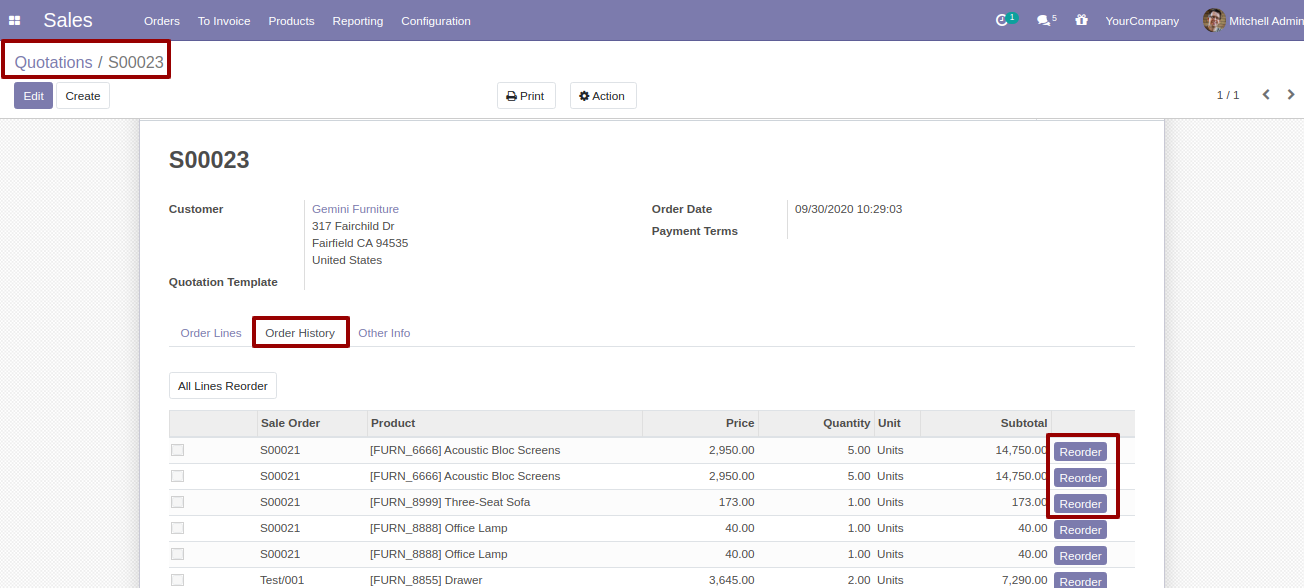 Sales Orders To Invoice Products Reporting Configuration 1 5 YourCompany Mitchell Admin
Quotations / S00023
Edit Create Print Action 1 / 1
S00023
Customer Gemini Furniture Order Date 09/30/2020 10:29:03
317 Fairchild Dr Payment Terms
Fairfield CA 94535
United States
Quotation Template
Order Lines Order History Other Info
All Lines Reorder
Sale Order Product Price Quantity Unit Subtotal
S00021 [FURN_6666] Acoustic Bloc Screens 2,950.00 5.00 Units 14,750.00 Reorder
S00021 [FURN_6666] Acoustic Bloc Screens 2,950.00 5.00 Units 14,750.00 Reorder
S00021 [FURN_8999] Three-Seat Sofa 173.00 1.00 Units 173.00 Reorder
S00021 [FURN_8888] Office Lamp 40.00 1.00 Units 40.00 Reorder
S00021 [FURN_8888] Office Lamp 40.00 1.00 Units 40.00 Reorder
Test/001 [FURN_8855] Drawer 3,645.00 2.00 Units 7,290.00 Reorder